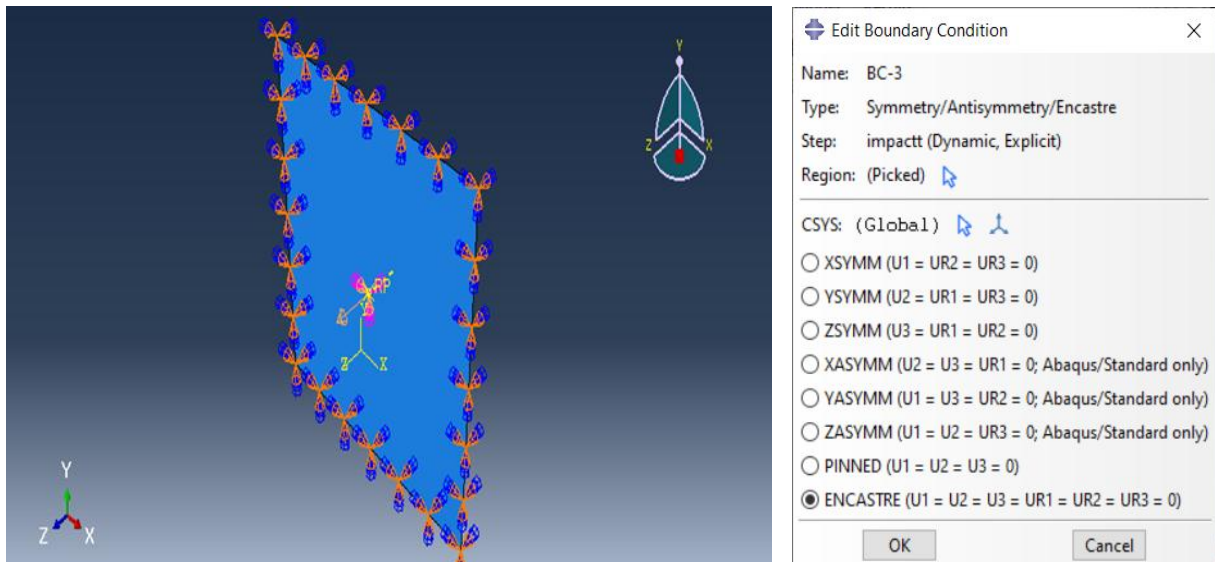 Y
Z X
RP
Z X
Y
Z X
Edit Boundary Condition
Name: BC-3
Type: Symmetry/Antisymmetry/Encastre
Step: impactt (Dynamic, Explicit)
Region: (Picked)
CSYS: (Global)
XSYMM (U1 = UR2 = UR3 = 0)
YSYMM (U2 = UR1 = UR3 = 0)
ZSYMM (U3 = UR1 = UR2 = 0)
XASYMM (U2 = U3 = UR1 = 0; Abaqus/Standard only)
YASYMM (U1 = U3 = UR2 = 0; Abaqus/Standard only)
ZASYMM (U1 = U2 = UR3 = 0; Abaqus/Standard only)
PINNED (U1 = U2 = U3 = 0)
ENCASTRE (U1 = U2 = U3 = UR1 = UR2 = UR3 = 0)
OK Cancel